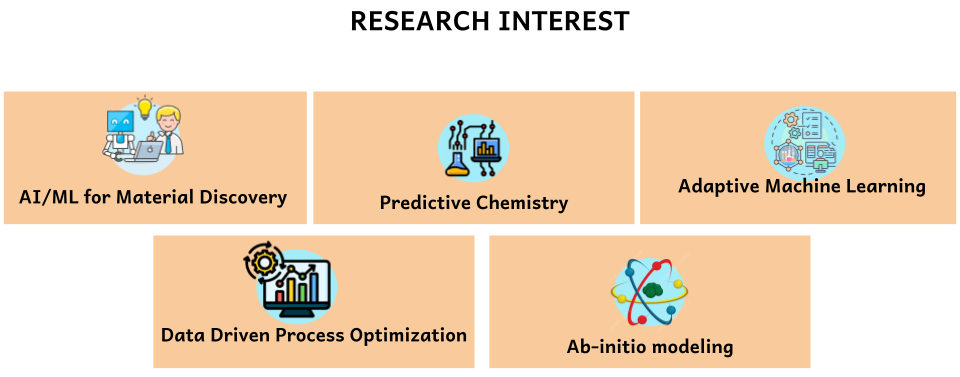 RESEARCH INTEREST
AI/ML for Material Discovery
Predictive Chemistry
Adaptive Machine Learning
Data Driven Process Optimization
Ab-initio modeling